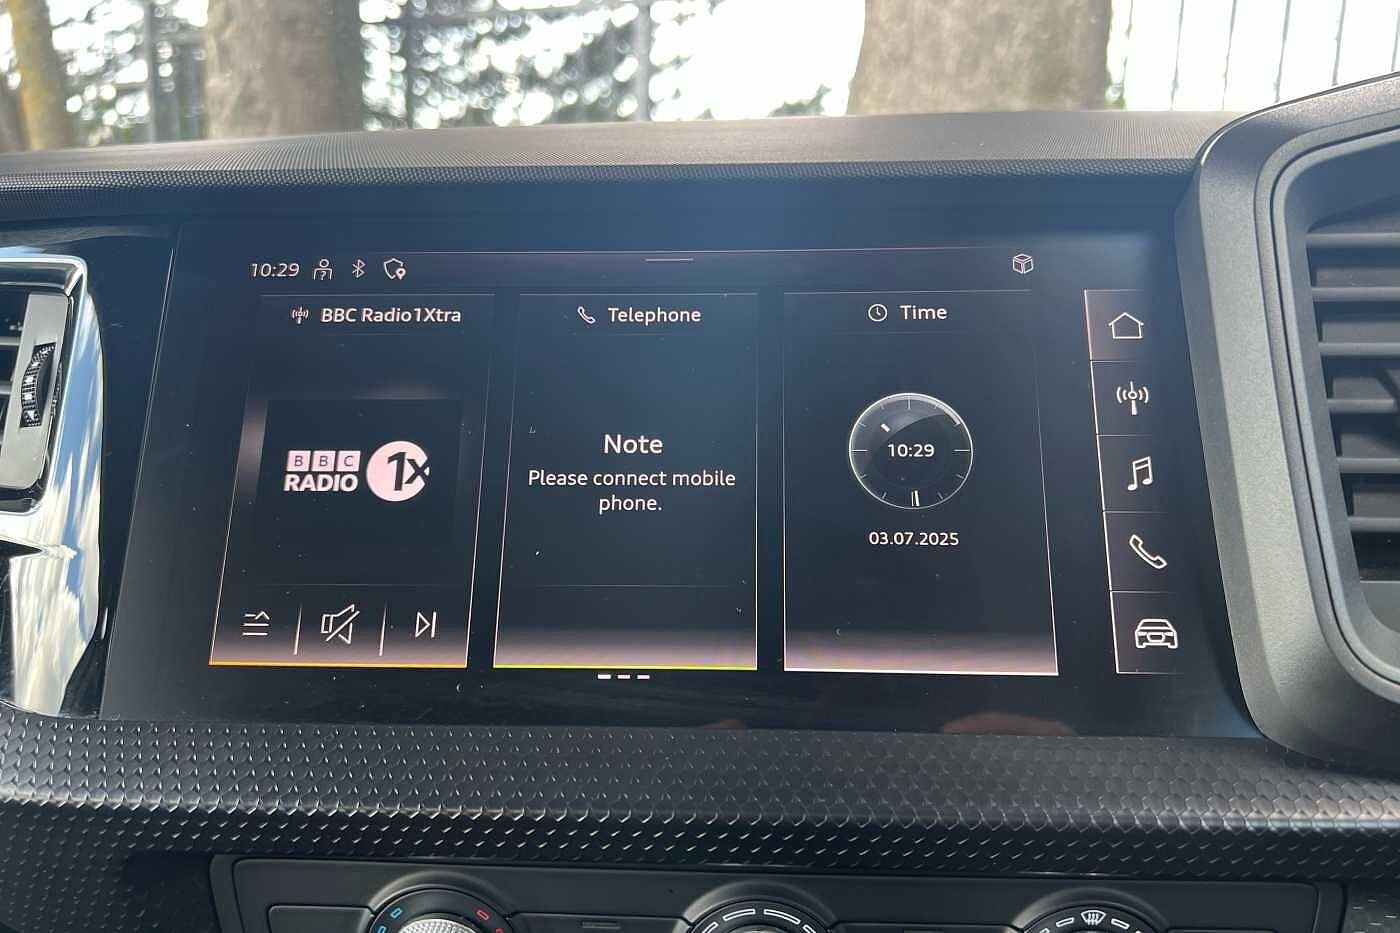 10:29
BBC Radio1Xtra
BBC
RADIO 1X
Telephone
Note
Please connect mobile
phone.
Time
10:29
03.07.2025